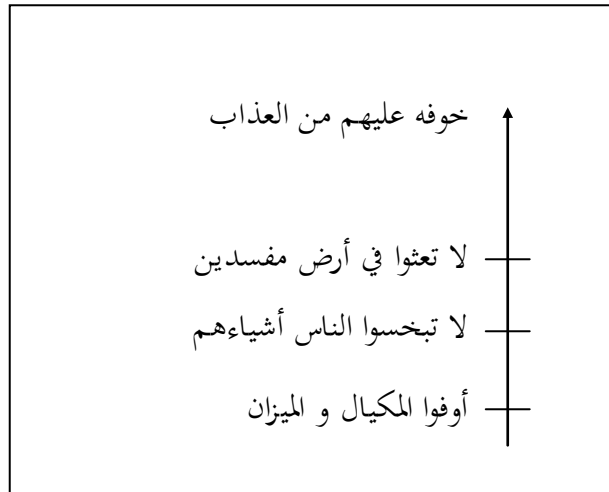 خوفه عليهم من العذاب
لا تعثوا في أرض مفسدين
لا تبخسوا الناس أشياءهم
أوفوا المكيال و الميزان